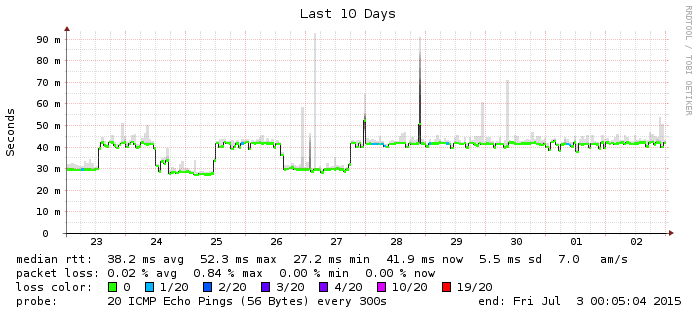 Last 10 Days
RRDTOOL / TOBI OETIKER
Seconds
90 m
80 m
70 m
60 m
50 m
40 m
30 m
20 m
10 m
0
23 24 25 26 27 28 29 30 01 02
median rtt: 38.2 ms avg 52.3 ms max 27.2 ms min 41.9 ms now 5.5 ms sd 7.0 am/s
packet loss: 0.02 % avg 0.84 % max 0.00 % min 0.00 % now
loss color: 0 1/20 2/20 3/20 4/20 10/20 19/20
probe: 20 ICMP Echo Pings (56 Bytes) every 300s end: Fri Jul 3 00:05:04 2015